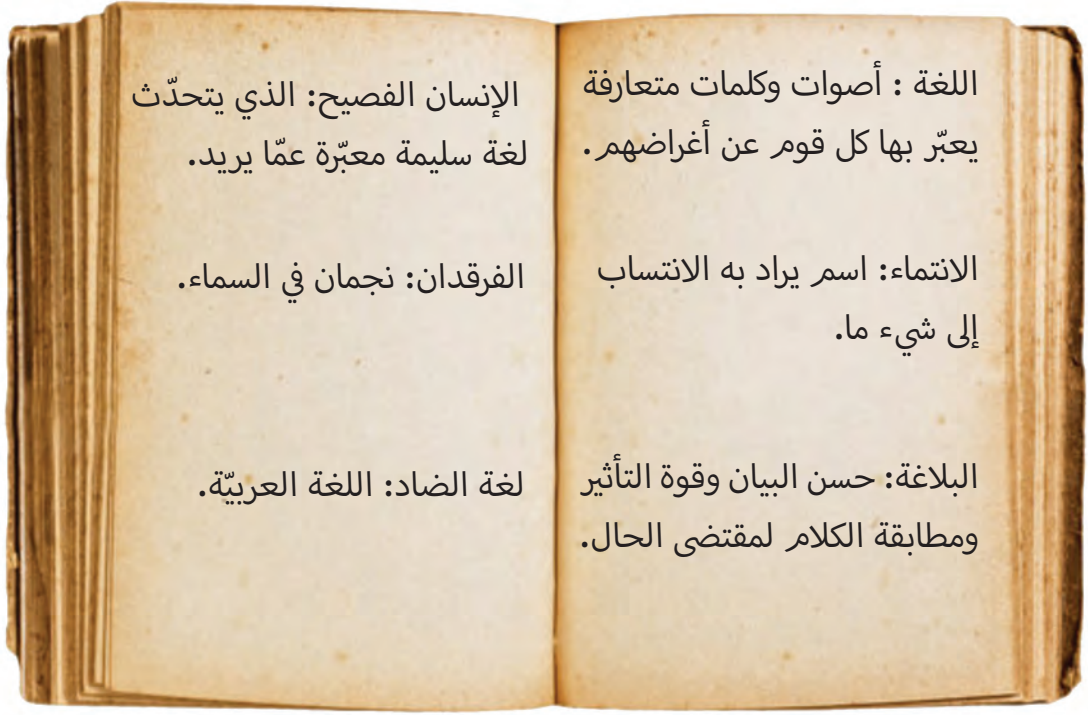 اللغة : أصوات وكلمات متعارفة
يعبّر بها كل قوم عن أغراضهم .
الانتماء: اسم يراد به الانتساب
إلى شيء ما.
البلاغة: حسن البيان وقوة التأثير
ومطابقة الكلام لمقتضى الحال.
الإنسان الفصيح: الذي يتحدّث
لغة سليمة معبّرة عمّا يريد.
الفرقدان: نجمان في السماء.
لغة الضاد: اللغة العربيّة.